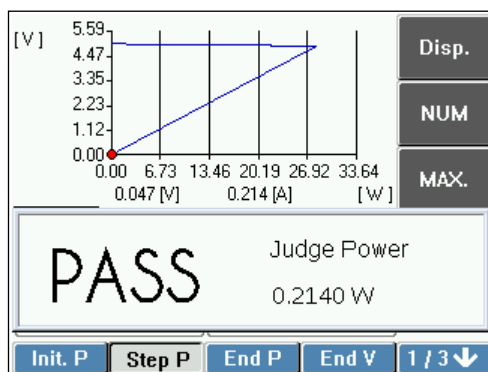 [V]
5.59
4.47
3.35
2.23
1.12
0.00
0.00 6.73 13.46 20.19 26.92 33.64
0.047 [V] 0.214 [A] [W]
Disp.
NUM
MAX.
PASS
Judge Power
0.2140 W
Init. P Step P End P End V 1/3